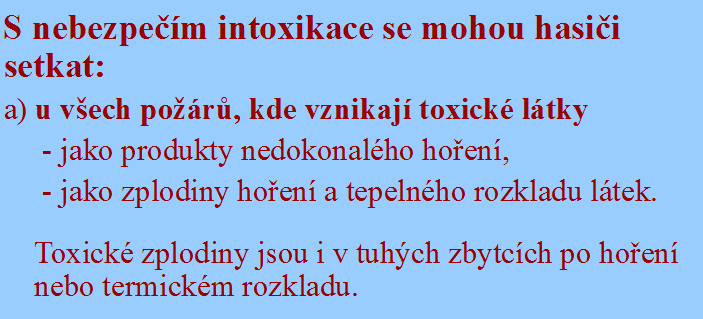 S nebezpečím intoxikace se mohou hasiči
setkat:
a) u všech požárů, kde vznikají toxické látky
- jako produkty nedokonalého hoření,
- jako zplodiny hoření a tepelného rozkladu látek.
Toxické zplodiny jsou i v tuhých zbytcích po hoření
nebo termickém rozkladu.